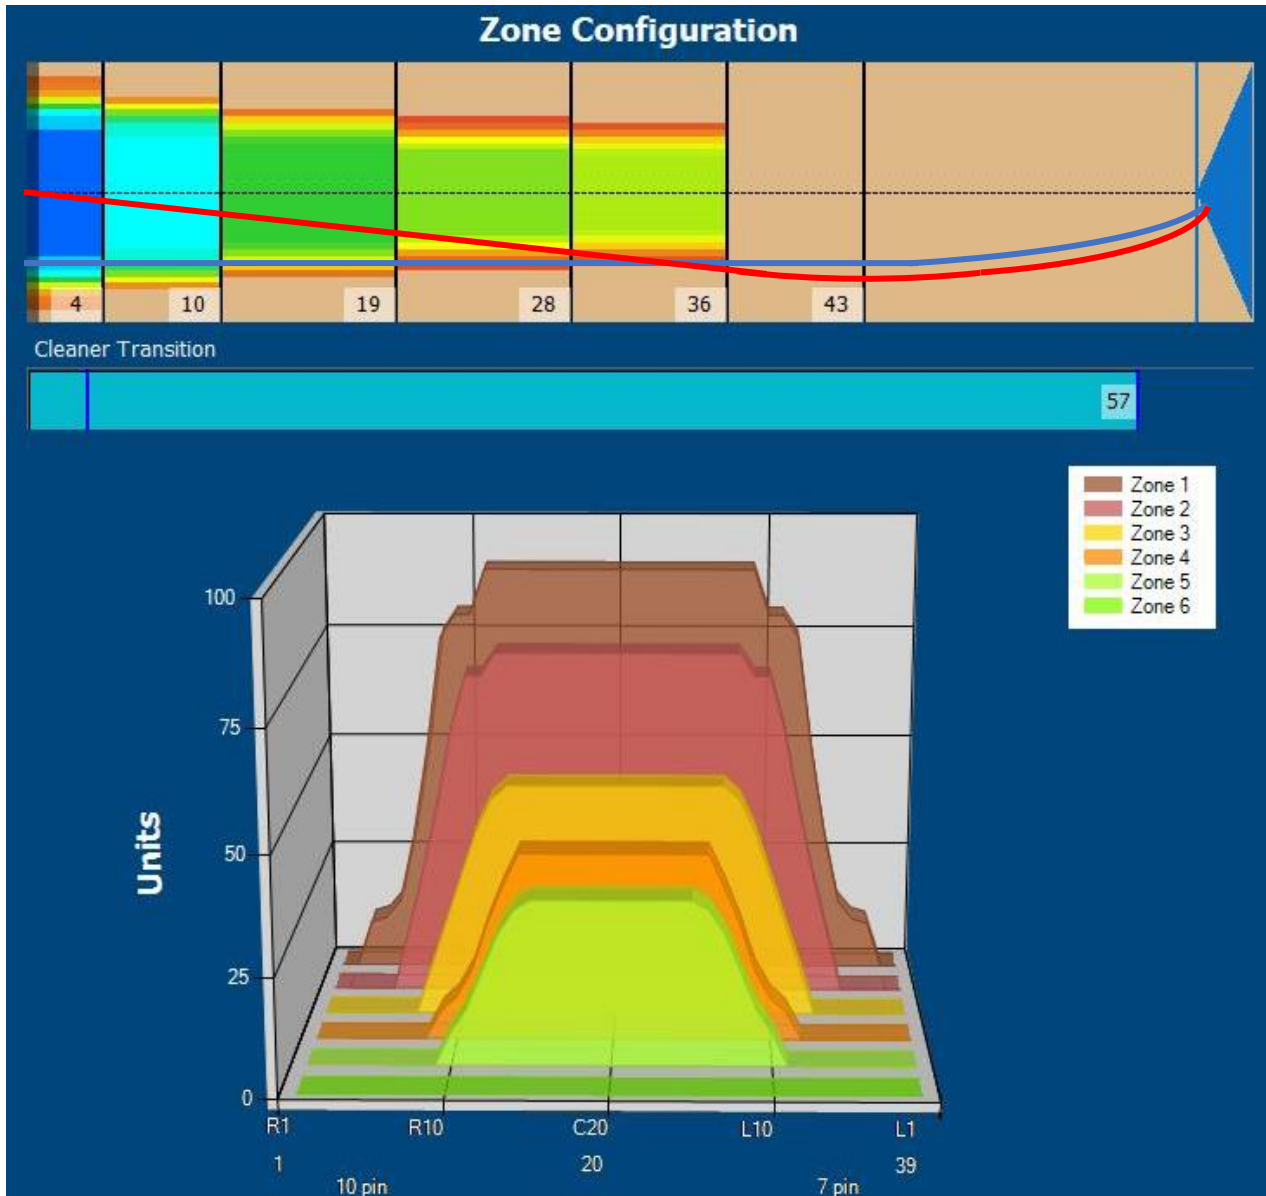 Zone Configuration
4 10 19 28 36 43
Cleaner Transition
57
Zone 1
Zone 2
Zone 3
Zone 4
Zone 5
Zone 6
100
75
50
25
0
Units
R1 R10 C20 L10 L1
1 20 39
10 pin 7 pin